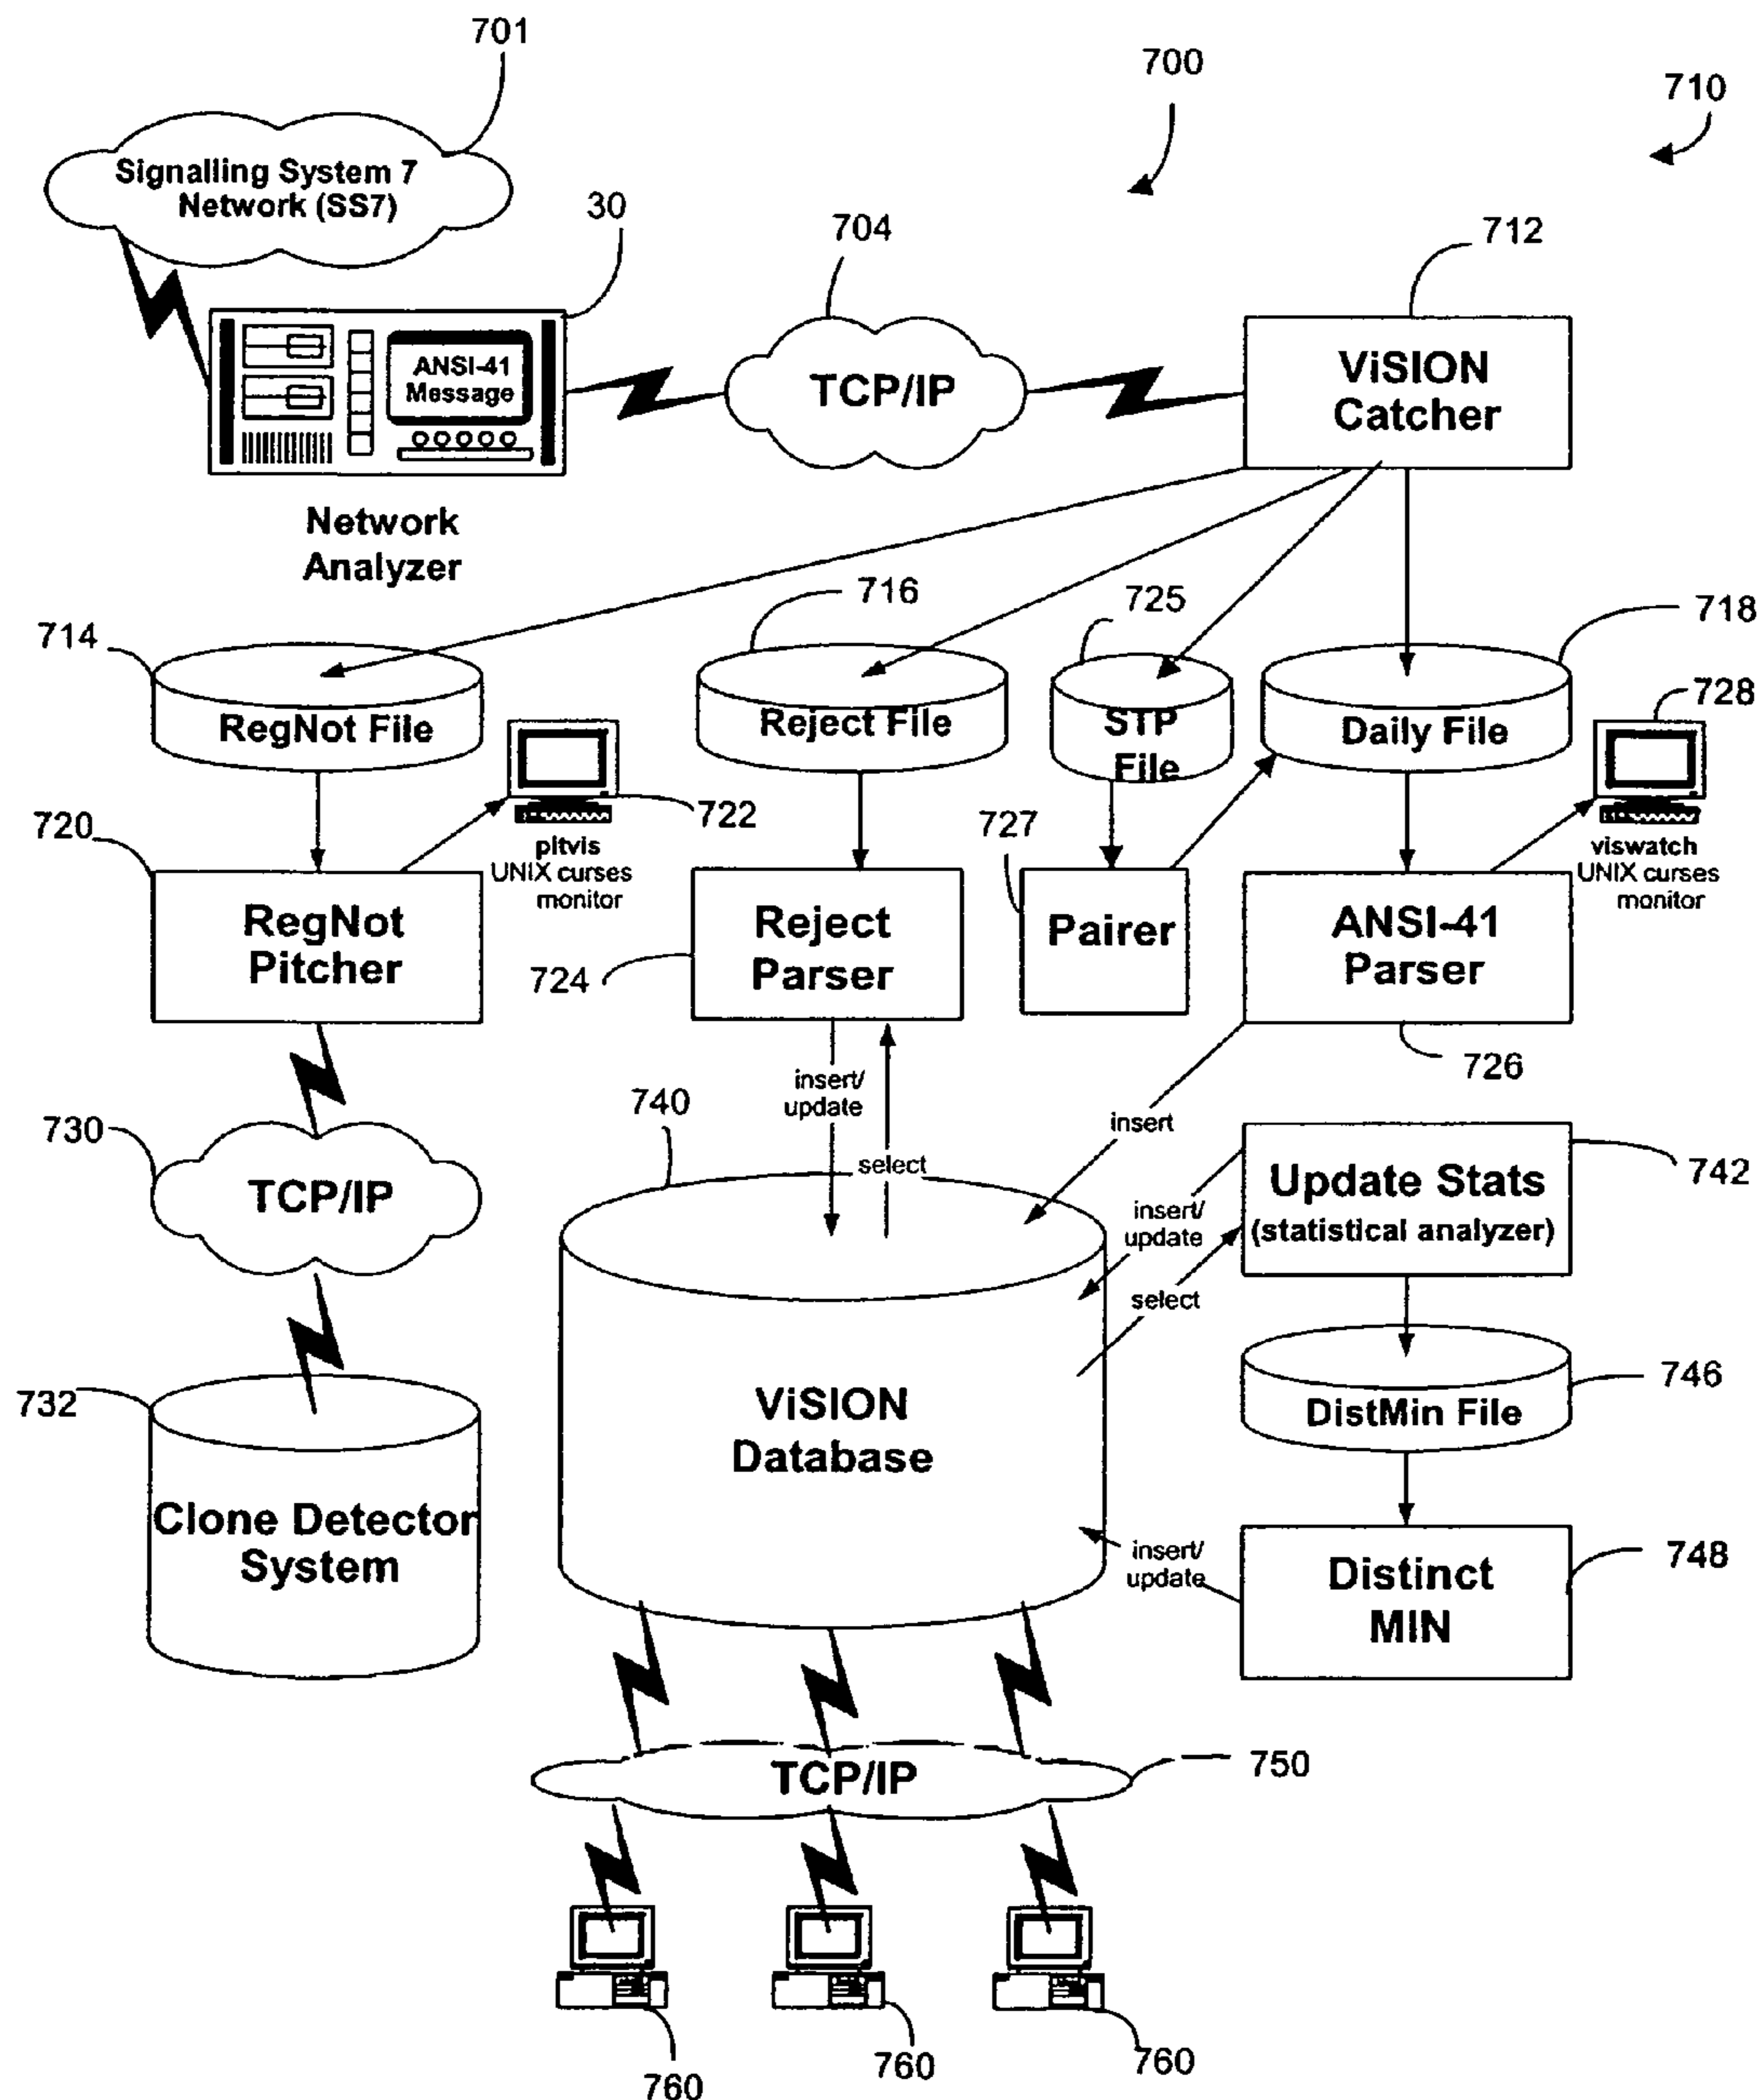 701
700
710
Signalling System 7
Network (SS7)
30
704
712
ANSI-41
Message
TCP/IP
ViSION
Catcher
Network
Analyzer
714
716
725
718
RegNot File
Reject File
STP
File
Daily File
728
722
720
727
pitvis
UNIX curses
monitor
viswatch
UNIX curses
monitor
RegNot
Pitcher
Reject
Parser
724
Pairer
ANSI-41
Parser
726
insert/
update
select
insert
730
740
TCP/IP
742
Update Stats
(statistical analyzer)
insert/
update
select
732
746
DistMin File
ViSION
Database
Clone Detector
System
insert/
update
748
Distinct
MIN
TCP/IP
750
760
760
760